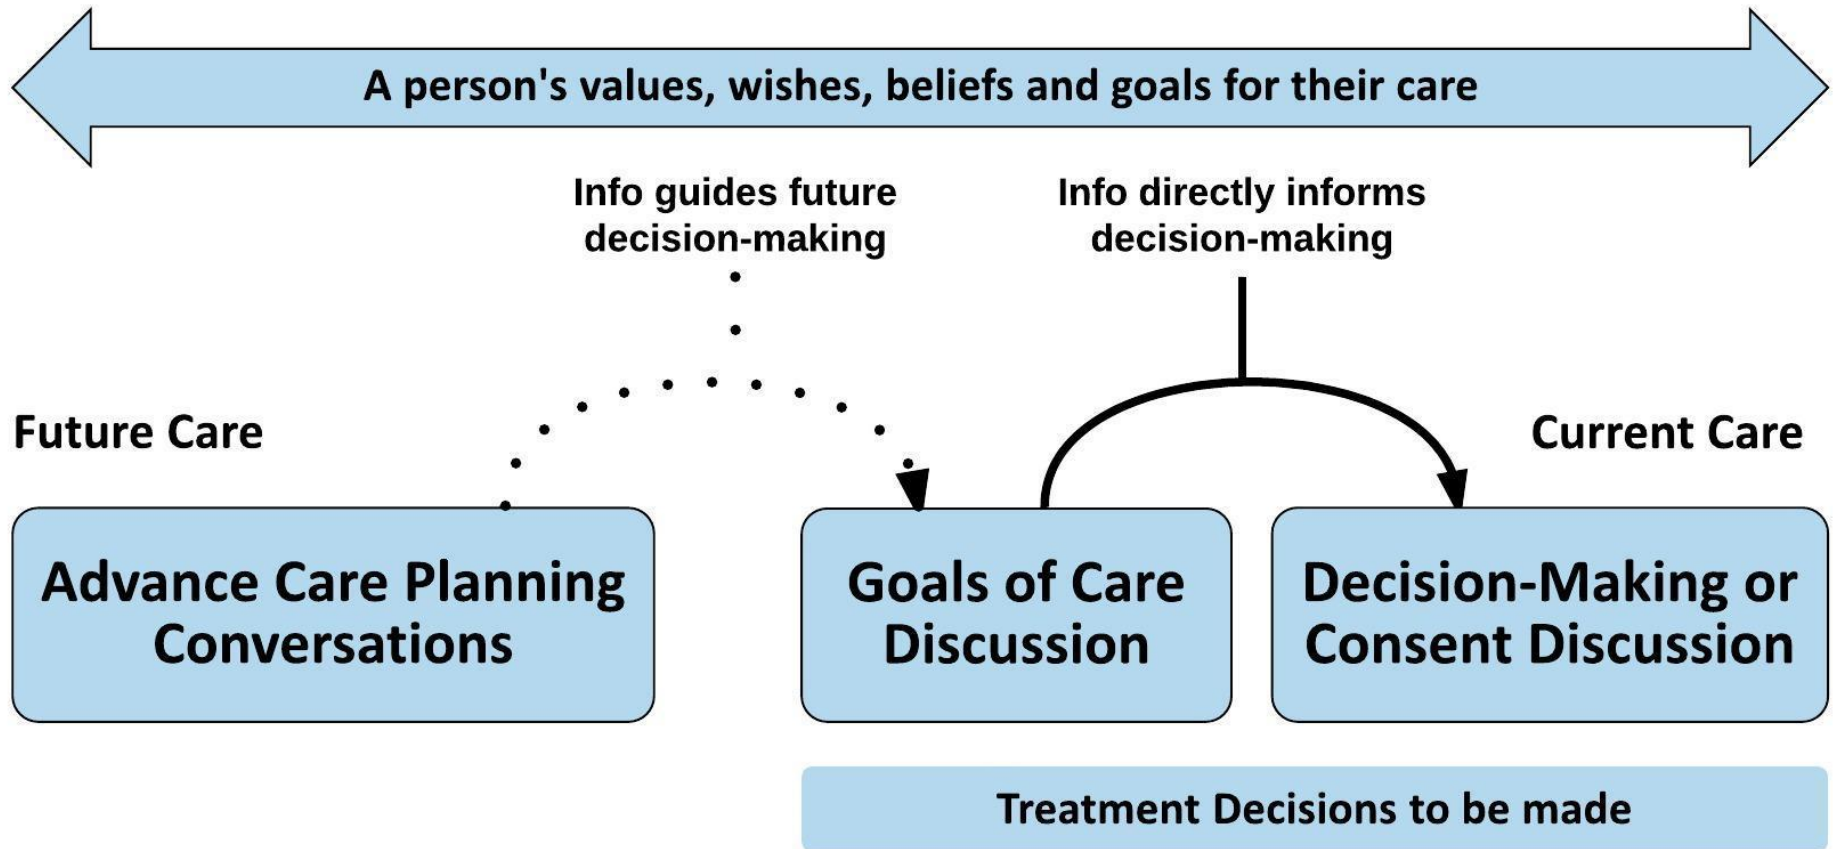 A person's values, wishes, beliefs and goals for their care
Info guides future
decision-making
Info directly informs
decision-making
Future Care
Current Care
Advance Care Planning
Conversations
Goals of Care
Discussion
Decision-Making or
Consent Discussion
Treatment Decisions to be made